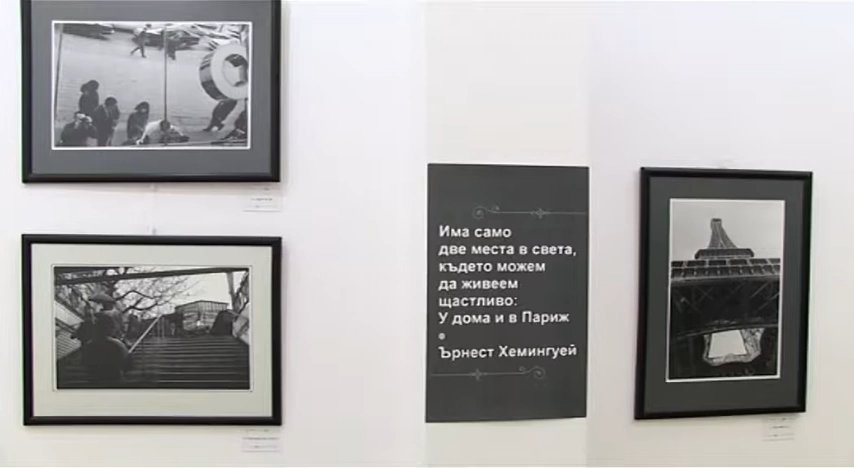 Има само
две места в света,
където можем
да живеем
щастливо:
У дома и в Париж
•
Ърнест Хемингуей